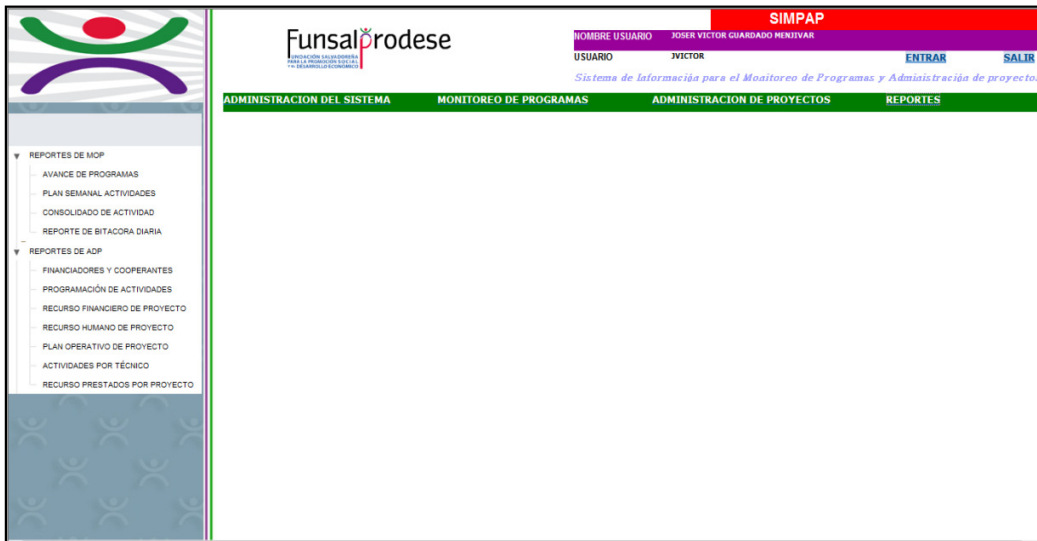 SIMPAP
Funsalprodese
FUNDACIÓN SALVADOREÑA
PARA LA PROMOCIÓN SOCIAL
Y EL DESARROLLO ECONÓMICO
NOMBRE USUARIO JOSER VICTOR GUARDADO MENJIVAR
USUARIO JVICTOR ENTRAR SALIR
Sistema de Información para el Monitoreo de Programas y Administración de proyectos
ADMINISTRACION DEL SISTEMA MONITOREO DE PROGRAMAS ADMINISTRACION DE PROYECTOS REPORTES
REPORTES DE MOP
AVANCE DE PROGRAMAS
PLAN SEMANAL ACTIVIDADES
CONSOLIDADO DE ACTIVIDAD
REPORTE DE BITACORA DIARIA
REPORTES DE ADP
FINANCIADORES Y COOPERANTES
PROGRAMACIÓN DE ACTIVIDADES
RECURSO FINANCIERO DE PROYECTO
RECURSO HUMANO DE PROYECTO
PLAN OPERATIVO DE PROYECTO
ACTIVIDADES POR TÉCNICO
RECURSO PRESTADOS POR PROYECTO